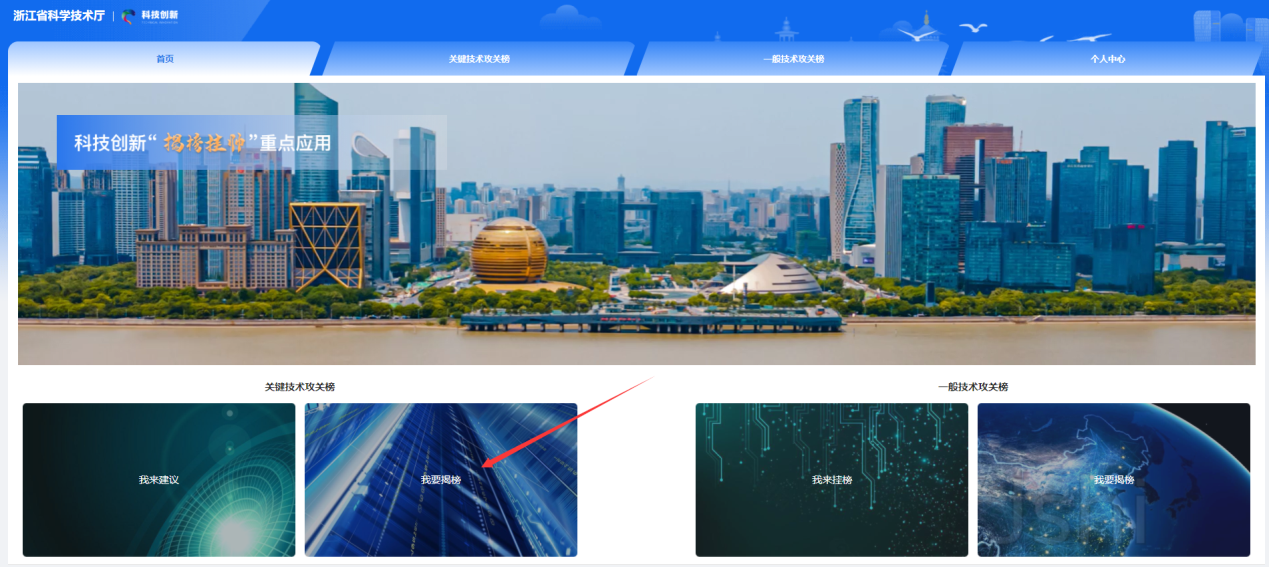 浙江省科学技术厅 | 科技创新
首页
关键技术攻关榜
一般技术攻关榜
个人中心
科技创新“揭榜挂帅”重点应用
关键技术攻关榜
一般技术攻关榜
我来建议
我要揭榜
我来挂榜
我要揭榜